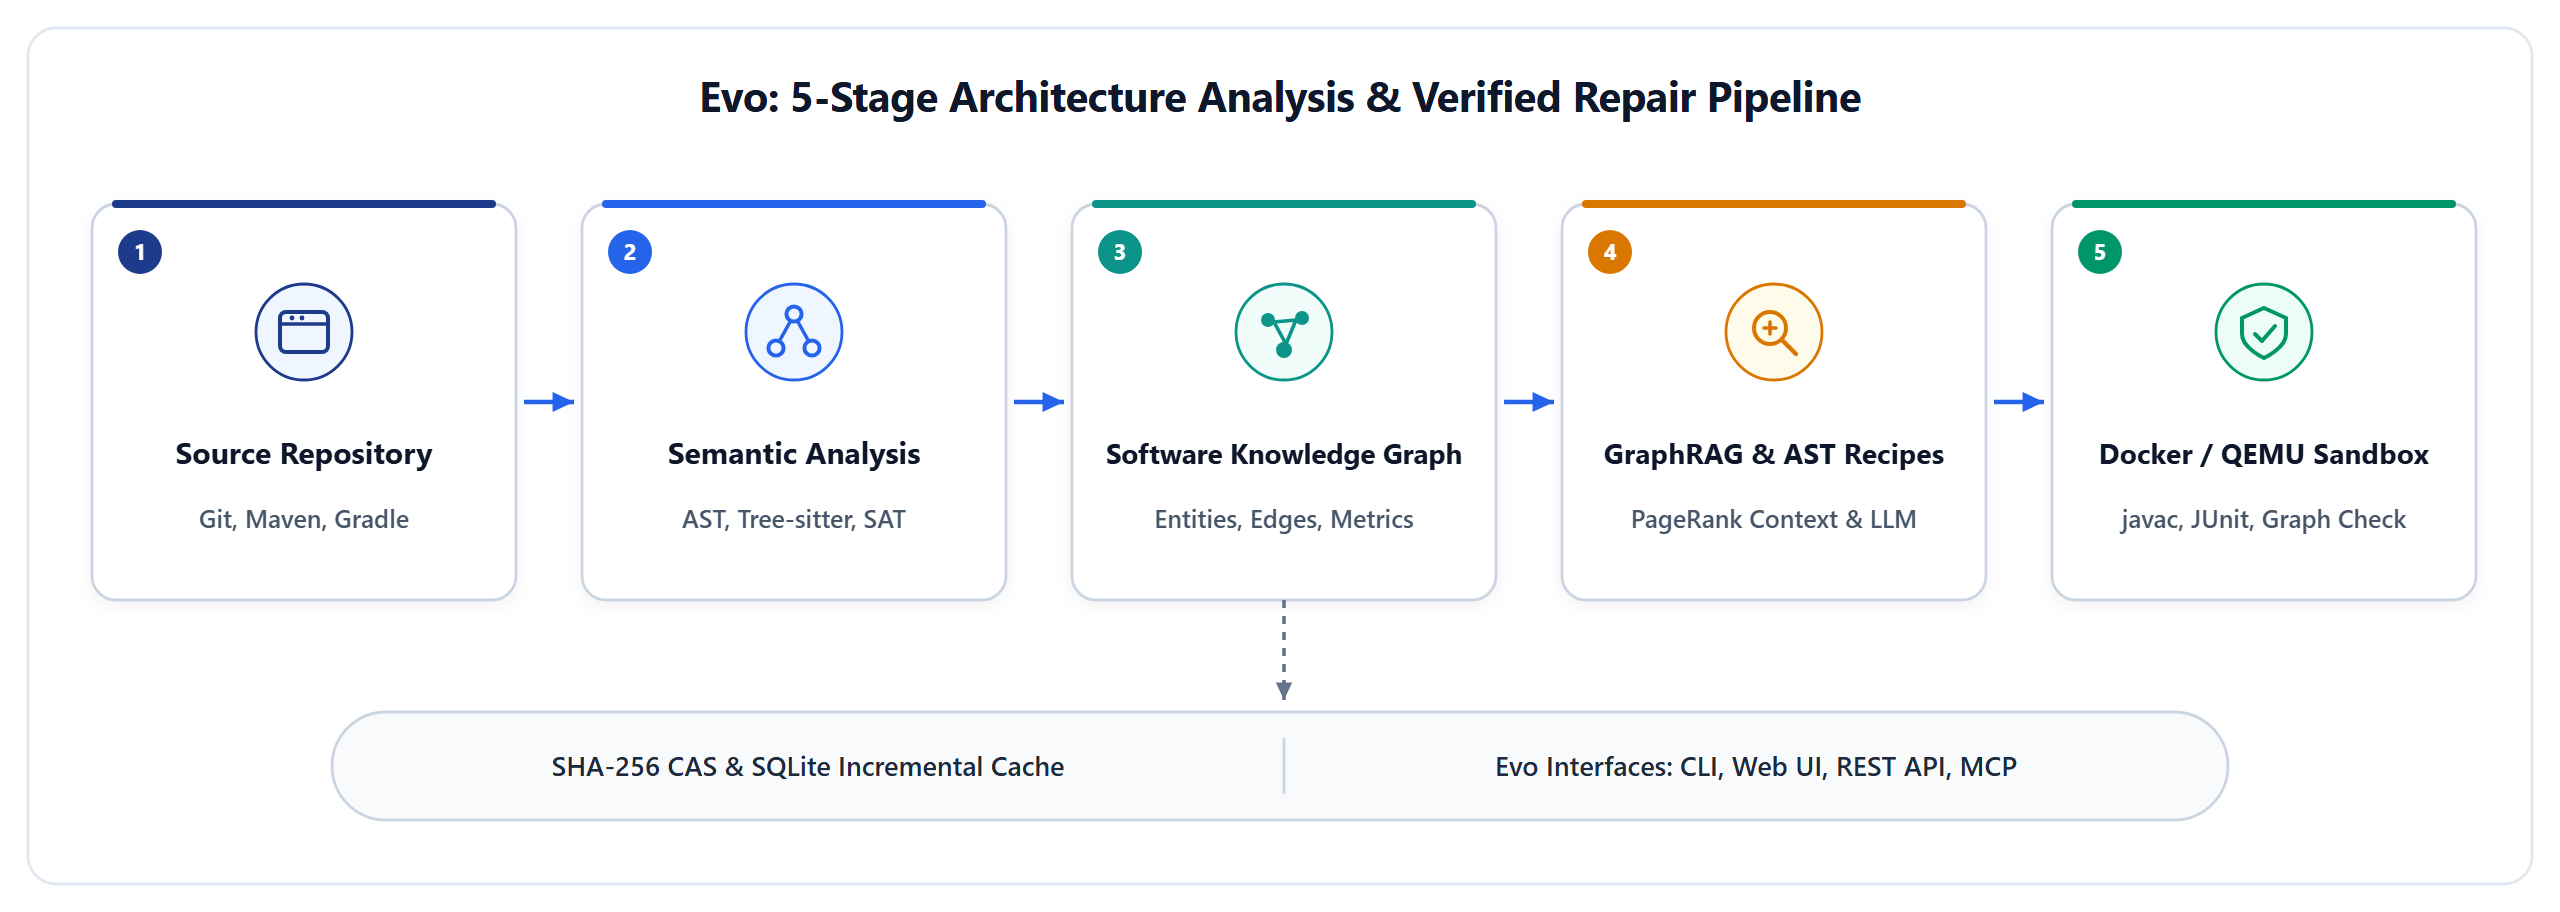 Evo: 5-Stage Architecture Analysis & Verified Repair Pipeline
1
Source Repository
Git, Maven, Gradle
2
Semantic Analysis
AST, Tree-sitter, SAT
3
Software Knowledge Graph
Entities, Edges, Metrics
4
GraphRAG & AST Recipes
PageRank Context & LLM
5
Docker / QEMU Sandbox
javac, JUnit, Graph Check
SHA-256 CAS & SQLite Incremental Cache
Evo Interfaces: CLI, Web UI, REST API, MCP